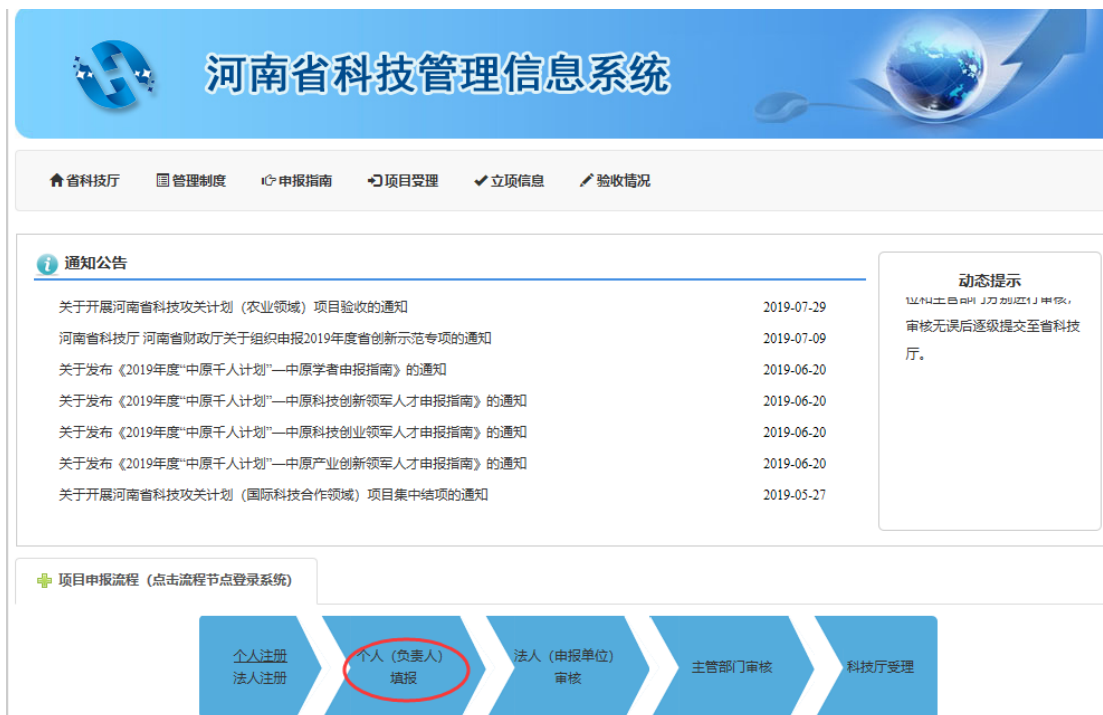 河南省科技管理信息系统
省科技厅 管理制度 申报指南 项目受理 立项信息 验收情况
通知公告
关于开展河南省科技攻关计划（农业领域）项目验收的通知 2019-07-29
河南省科技厅 河南省财政厅关于组织申报2019年度省创新示范专项的通知 2019-07-09
关于发布《2019年度“中原千人计划”—中原学者申报指南》的通知 2019-06-20
关于发布《2019年度“中原千人计划”—中原科技创新领军人才申报指南》的通知 2019-06-20
关于发布《2019年度“中原千人计划”—中原科技创业领军人才申报指南》的通知 2019-06-20
关于发布《2019年度“中原千人计划”—中原产业创新领军人才申报指南》的通知 2019-06-20
关于开展河南省科技攻关计划（国际科技合作领域）项目集中结项的通知 2019-05-27
动态提示
位和主管部门分别进行审核，
审核无误后逐级提交至省科技
厅。
项目申报流程（点击流程节点登录系统)
个人注册
法人注册
个人（负责人）
填报
法人（申报单位）
审核
主管部门审核
科技厅受理